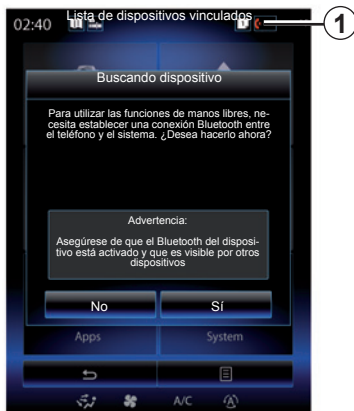 02:40
Lista de dispositivos vinculados
1
Buscando dispositivo
Para utilizar las funciones de manos libres, ne-
cesita establecer una conexión Bluetooth entre
el teléfono y el sistema. ¿Desea hacerlo ahora?
Advertencia:
Asegúrese de que el Bluetooth del disposi-
tivo está activado y que es visible por otros
dispositivos
No
Sí
Apps
System
A/C